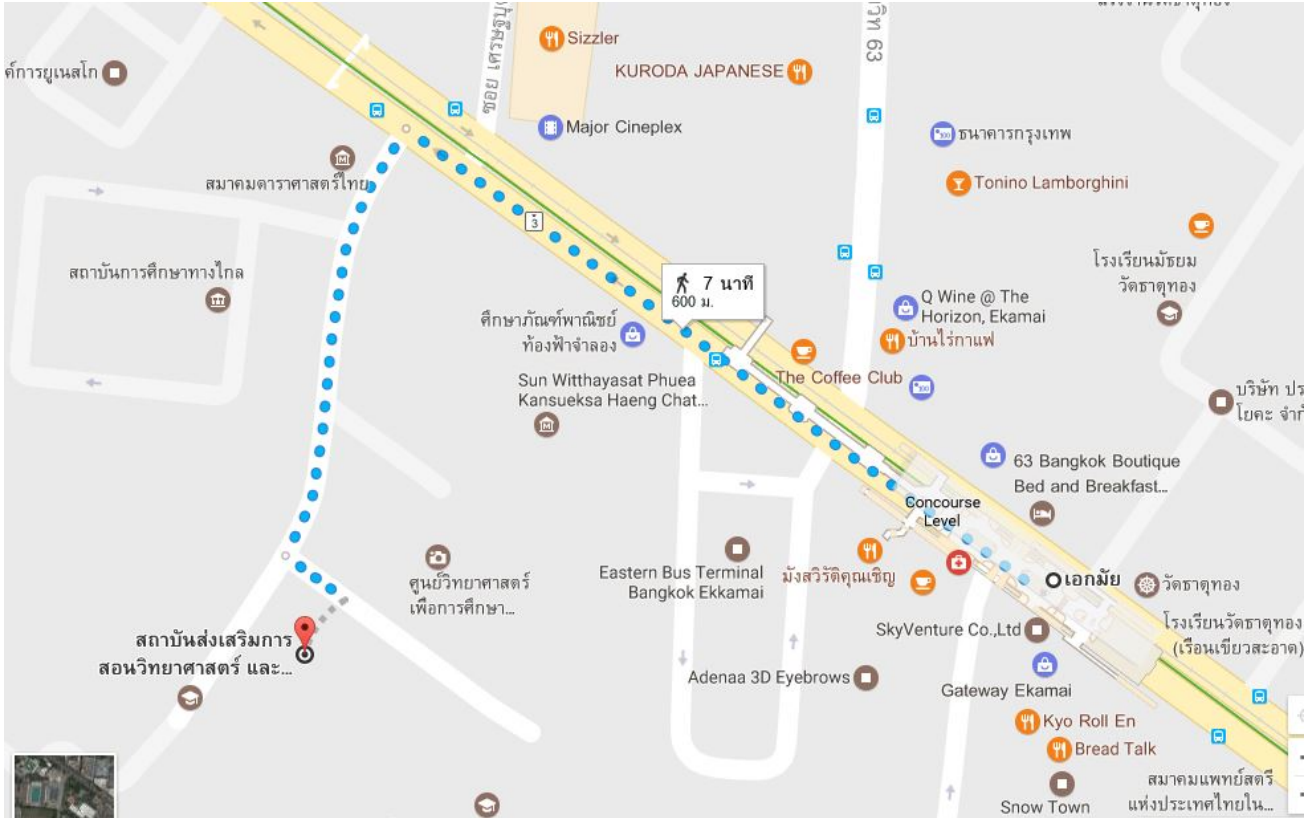 Sizzler
ซอย เศรษฐบุตร
วิท 63
ค์การยูเนสโก
KURODA JAPANESE
Major Cineplex
ธนาคารกรุงเทพ
สมาคมดาราศาสตร์ไทย
Tonino Lamborghini
3
สถาบันการศึกษาทางไกล
โรงเรียนมัธยม
วัดธาตุทอง
7 นาที
600 ม.
Q Wine @ The
Horizon, Ekamai
ศึกษาภัณฑ์พาณิชย์
ท้องฟ้าจำลอง
บ้านไร่กาแฟ
The Coffee Club
Sun Witthayasat Phuea
Kansueksa Haeng Chat...
บริษัท ปร
โยคะ จำก
63 Bangkok Boutique
Bed and Breakfast...
Concourse
Level
Eastern Bus Terminal
Bangkok Ekkamai
มังสวิรัติคุณเชิญ
เอกมัย
วัดธาตุทอง
ศูนย์วิทยาศาสตร์
เพื่อการศึกษา...
SkyVenture Co.,Ltd
โรงเรียนวัดธาตุทอง
(เรือนเขียวสะอาด)
สถาบันส่งเสริมการ
สอนวิทยาศาสตร์ และ...
Adenaa 3D Eyebrows
Gateway Ekamai
Kyo Roll En
Bread Talk
Snow Town
สมาคมแพทย์สตรี
แห่งประเทศไทยใน...